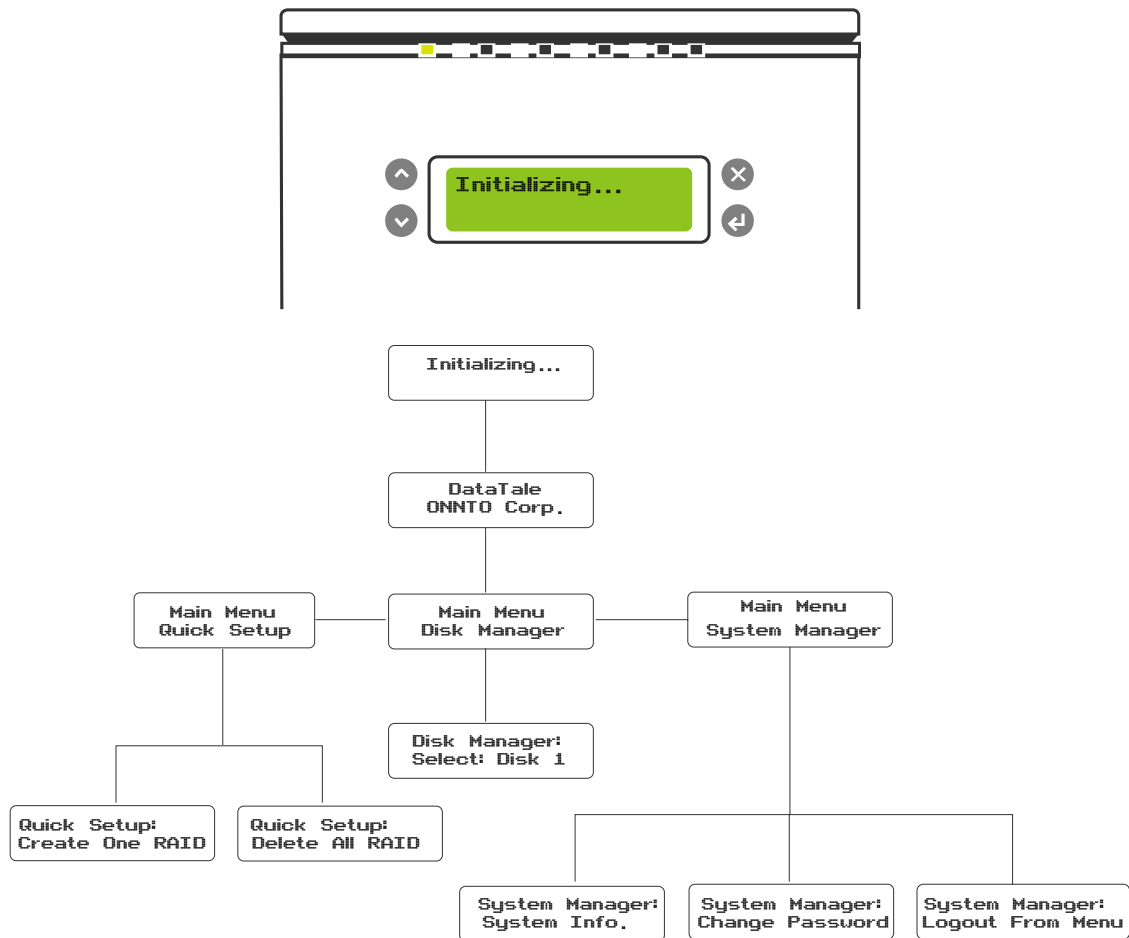 Initializing...
Initializing...
DataTale
ONNTO Corp.
Main Menu
Quick Setup
Main Menu
Disk Manager
Main Menu
System Manager
Disk Manager:
Select: Disk 1
Quick Setup:
Create One RAID
Quick Setup:
Delete All RAID
System Manager:
System Info.
System Manager:
Change Password
System Manager:
Logout From Menu